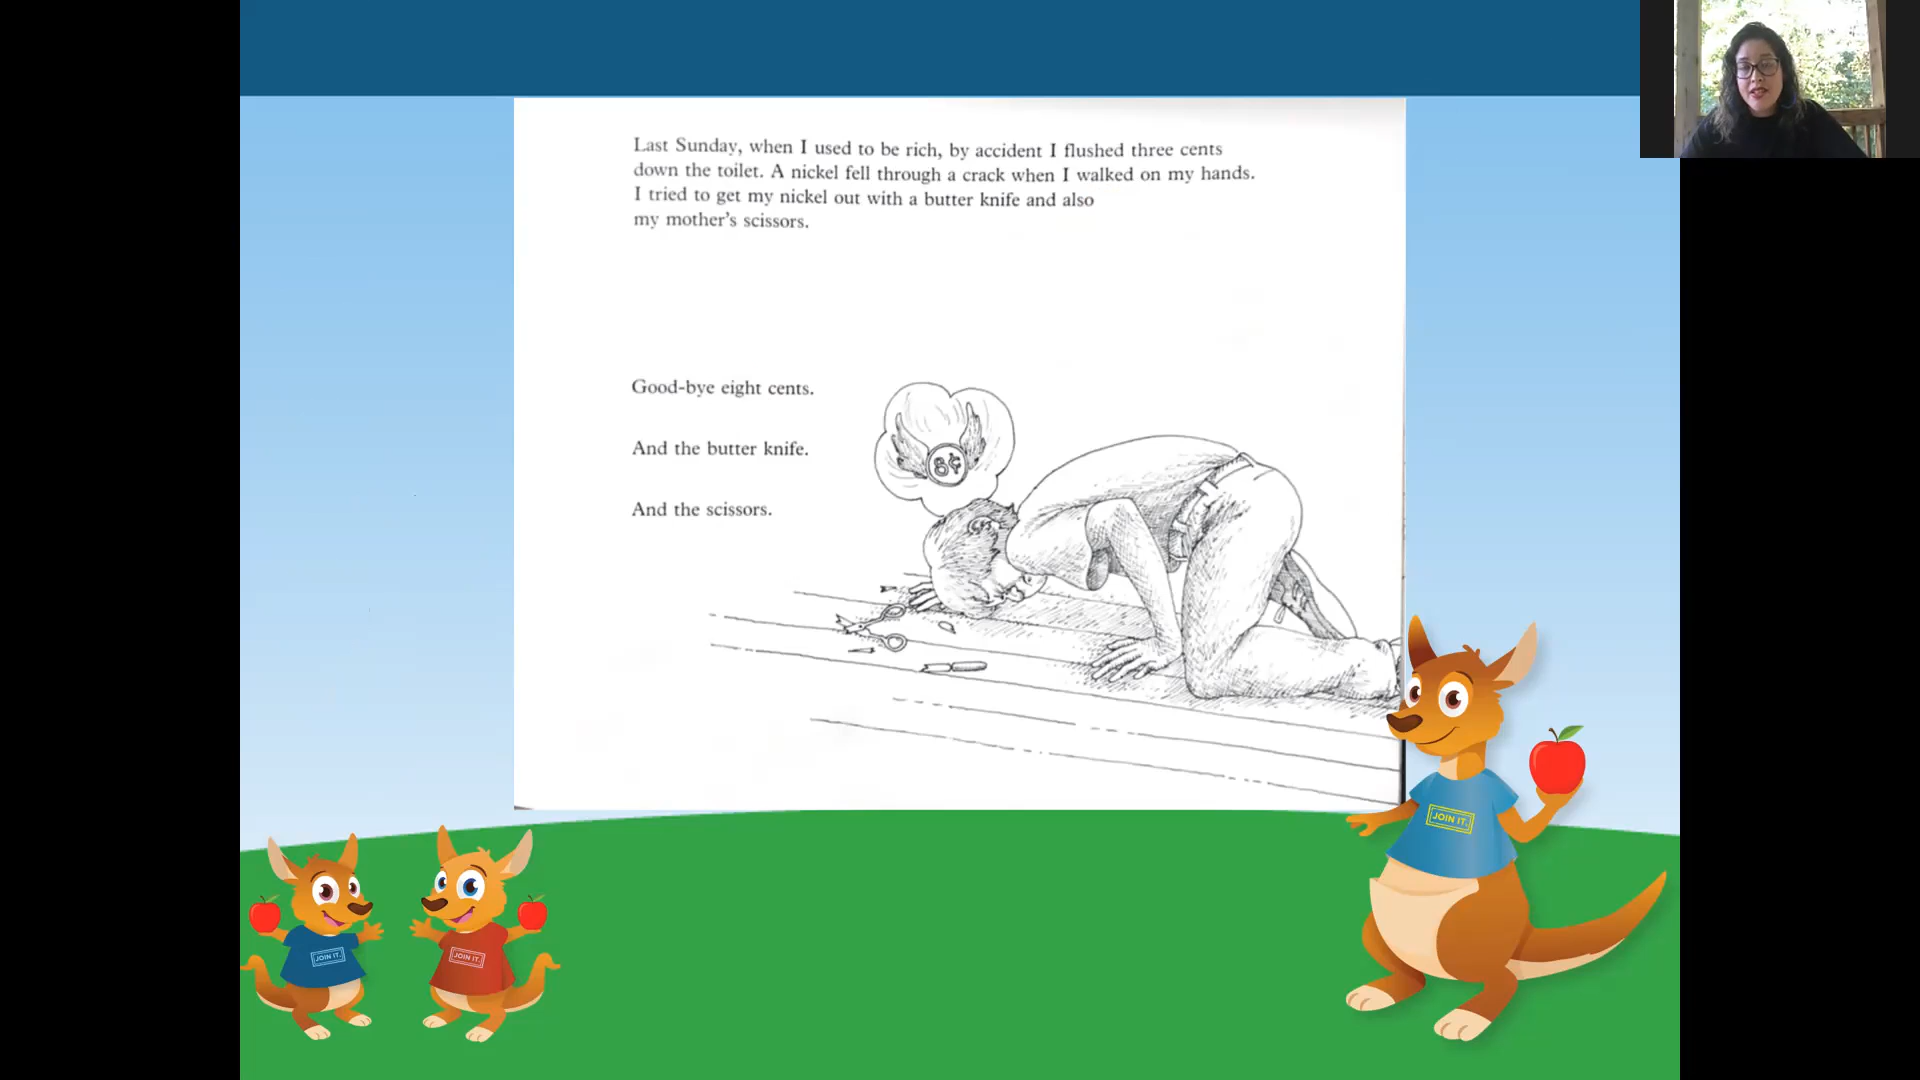 Last Sunday, when I used to be rich, by accident I flushed three cents
down the toilet. A nickel fell through a crack when I walked on my hands.
I tried to get my nickel out with a butter knife and also
my mother's scissors.
Good-bye eight cents.
And the butter knife.
And the scissors.
8¢
JOIN IT.
JOIN IT.
JOIN IT.